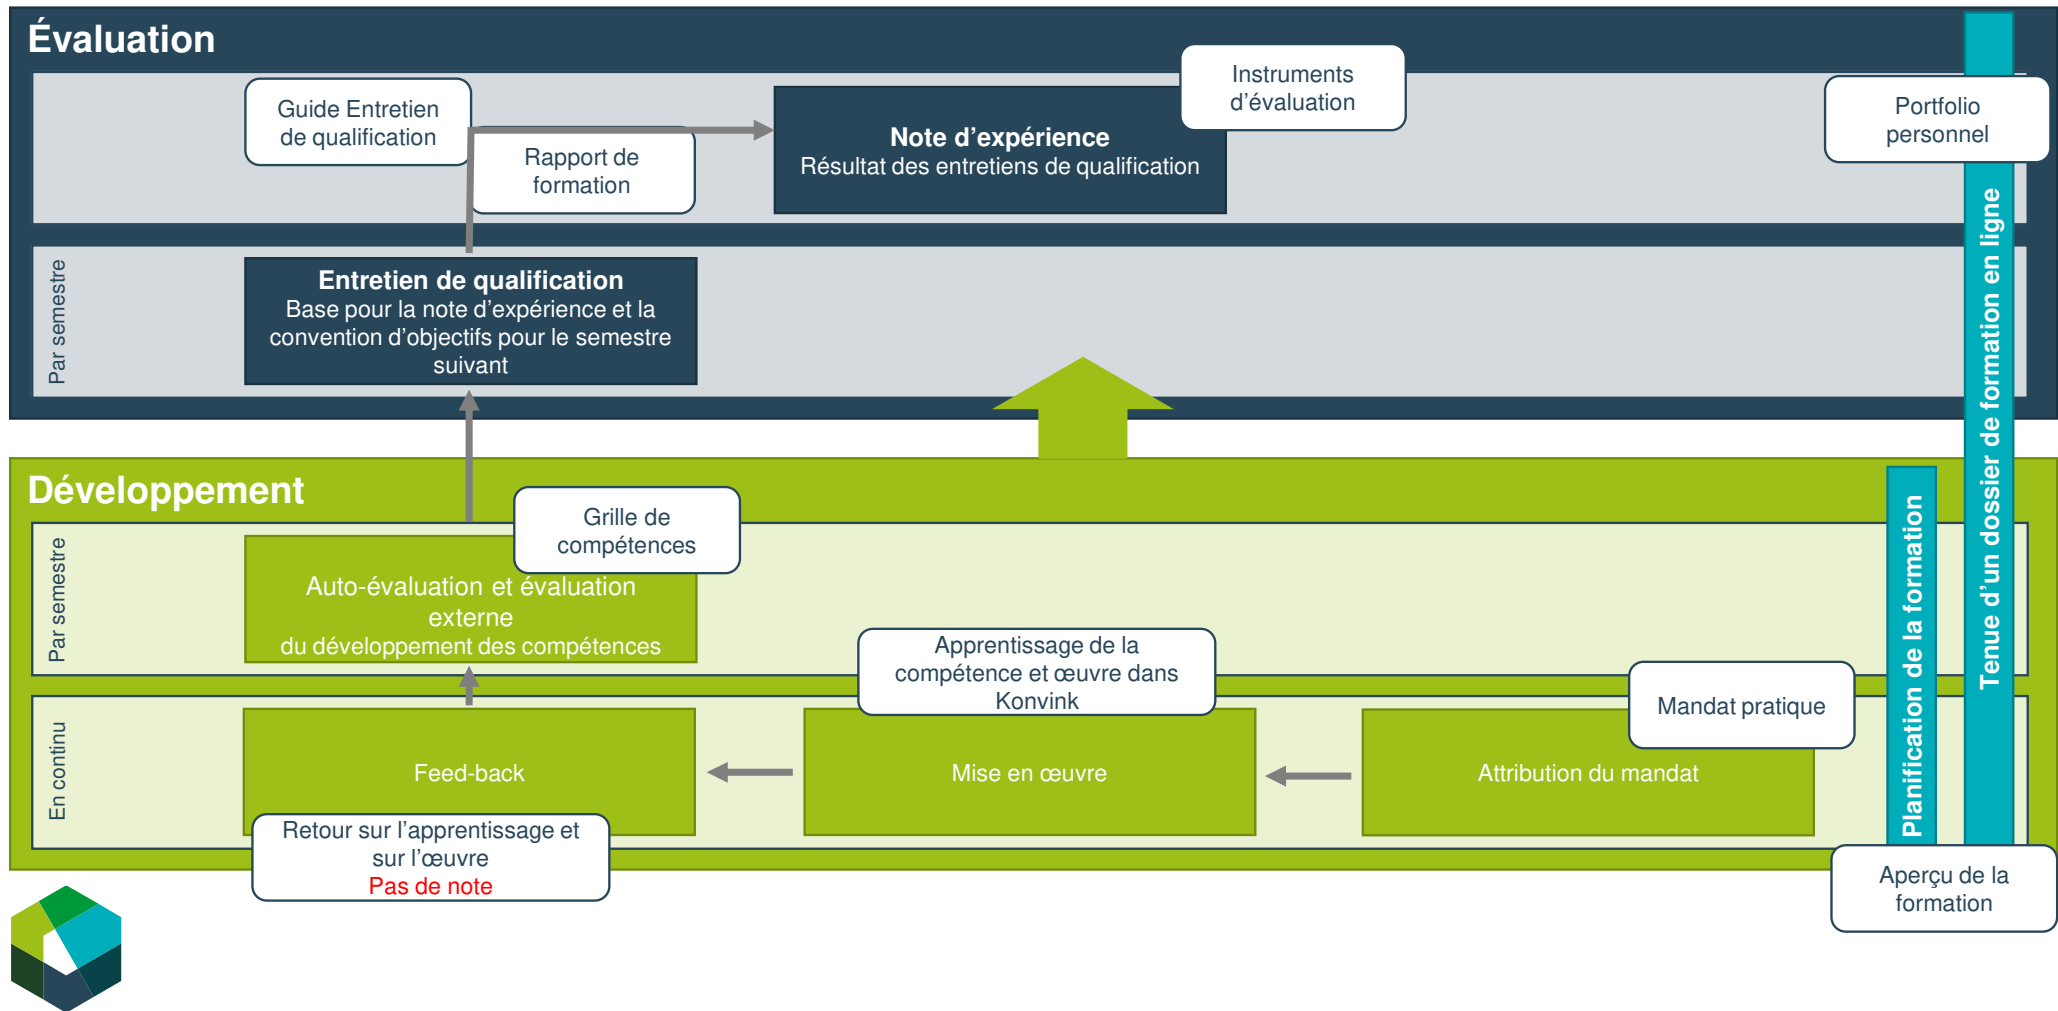 Évaluation
Guide Entretien
de qualification
Rapport de
formation
Note d’expérience
Résultat des entretiens de qualification
Instruments
d’évaluation
Portfolio
personnel
Par semestre
Entretien de qualification
Base pour la note d’expérience et la
convention d’objectifs pour le semestre
suivant
Tenue d’un dossier de formation en ligne
Développement
Par semestre
Grille de
compétences
Auto-évaluation et évaluation
externe
du développement des compétences
Planification de la formation
En continu
Feed-back
Retour sur l’apprentissage et
sur l’œuvre
Pas de note
Apprentissage de la
compétence et œuvre dans
Konvink
Mise en œuvre
Mandat pratique
Attribution du mandat
Aperçu de la
formation